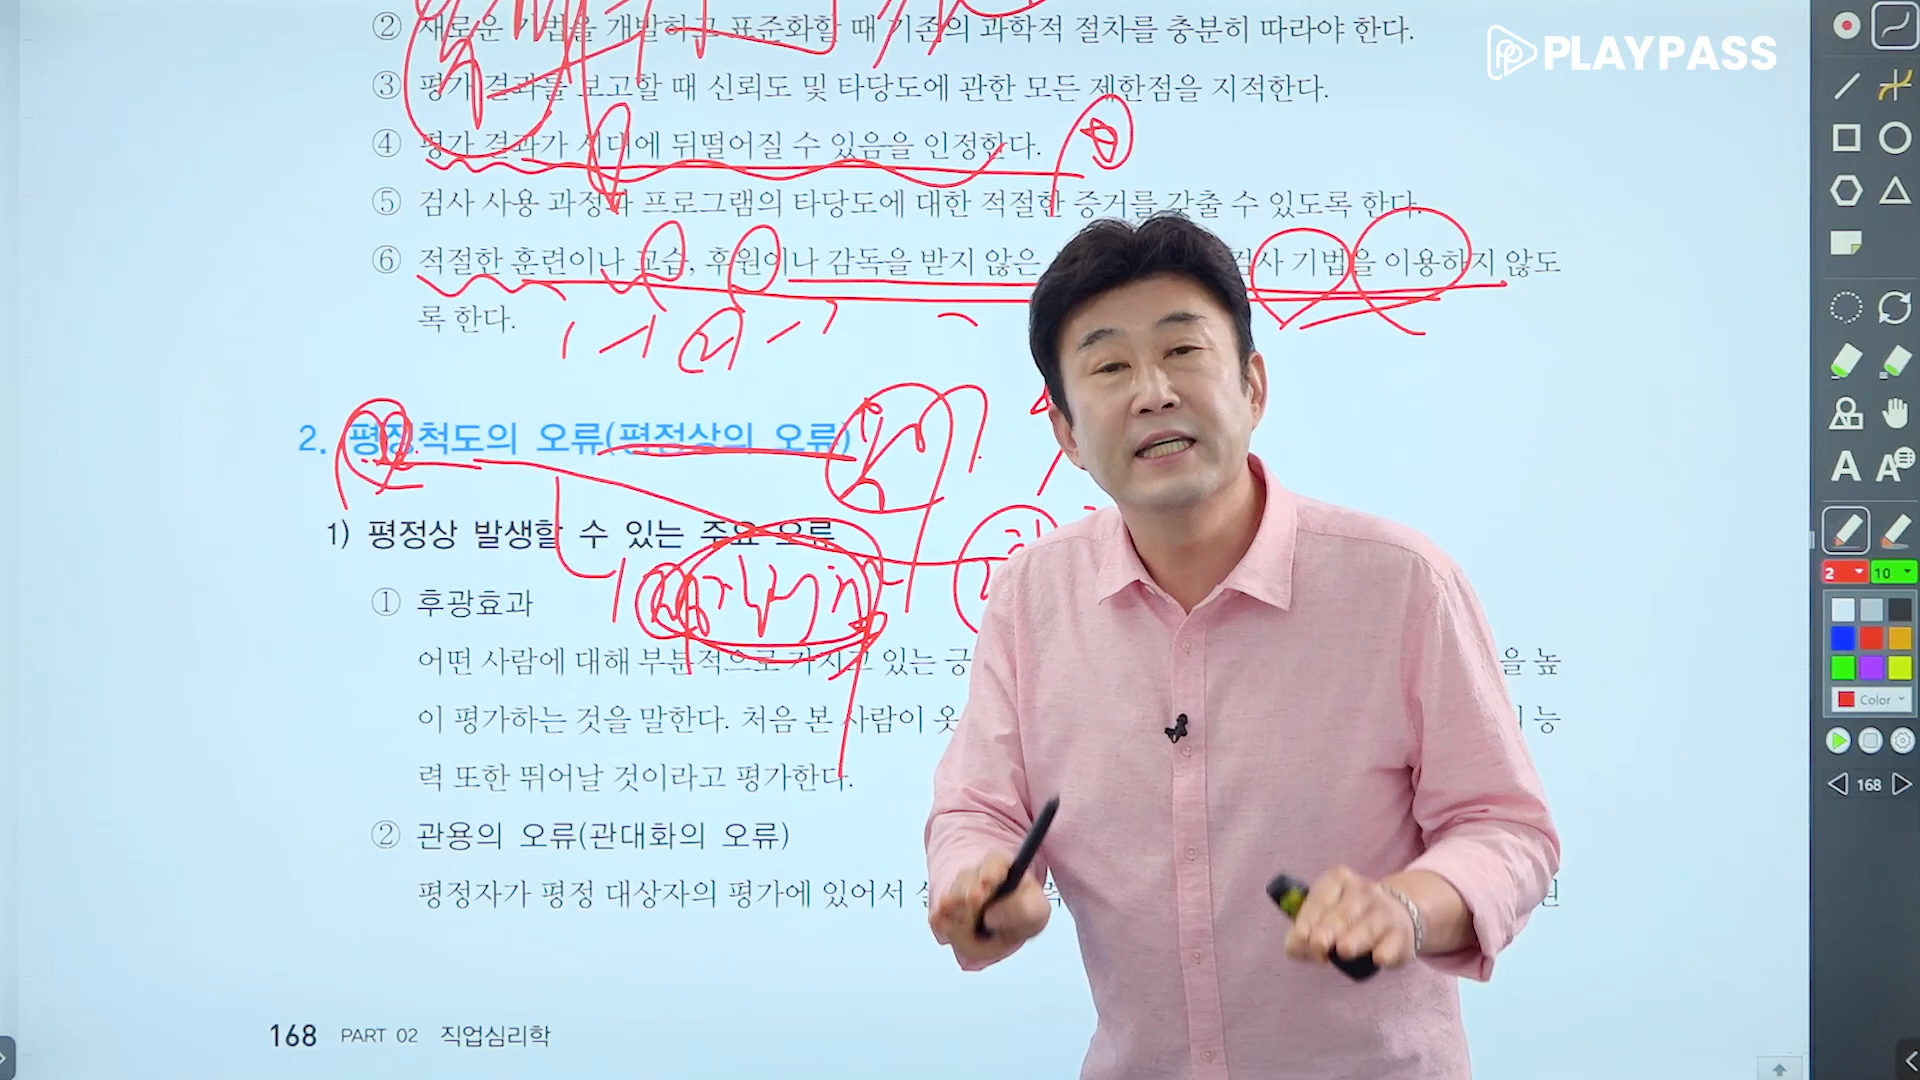 ② 새로운 기법을 개발하고 표준화할 때 기존의 과학적 절차를 충분히 따라야 한다.
PLAYPASS
③ 평가 결과를 보고할 때 신뢰도 및 타당도에 관한 모든 제한점을 지적한다.
④ 평가 결과가 시대에 뒤떨어질 수 있음을 인정한다.
⑤ 검사 사용 과정과 프로그램의 타당도에 대한 적절한 증거를 갖출 수 있도록 한다.
⑥ 적절한 훈련이나 교습, 후원이나 감독을 받지 않은 검사 기법을 이용하지 않도
록 한다.
2. 평정척도의 오류(평정상의 오류)
1) 평정상 발생할 수 있는 주요 오류
① 후광효과
어떤 사람에 대해 부분적으로 가지고 있는 긍 을 높
이 평가하는 것을 말한다. 처음 본 사람이 옷 능
력 또한 뛰어날 것이라고 평가한다.
② 관용의 오류(관대화의 오류)
평정자가 평정 대상자의 평가에 있어서
168 PART 02 직업심리학
A A
2 10
Color
168